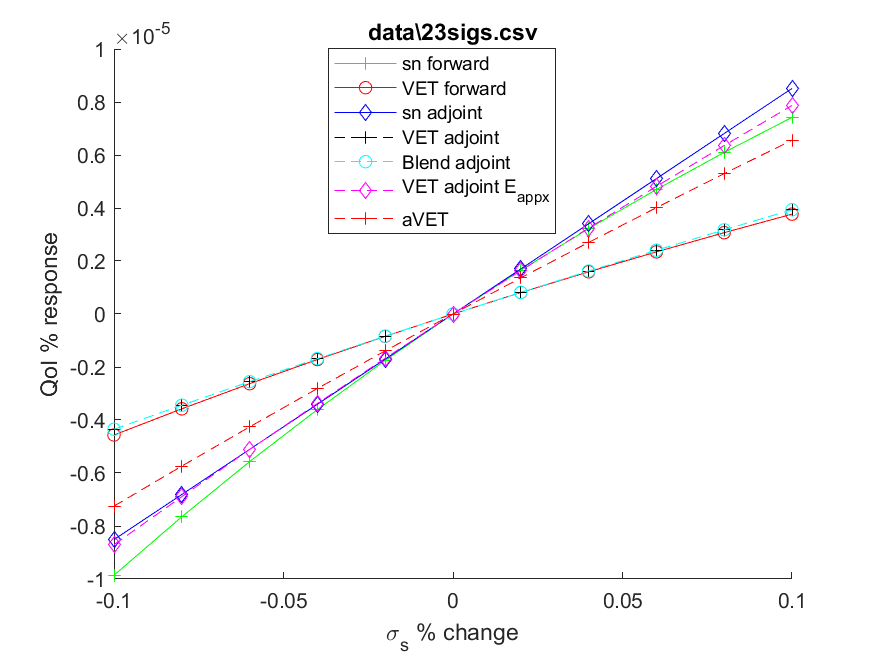 data\23sigs.csv
×10^-5
sn forward
VET forward
sn adjoint
VET adjoint
Blend adjoint
VET adjoint E_appx
aVET
1
0.8
0.6
0.4
0.2
0
-0.2
-0.4
-0.6
-0.8
-1
QoI % response
-0.1 -0.05 0 0.05 0.1
σ_s % change